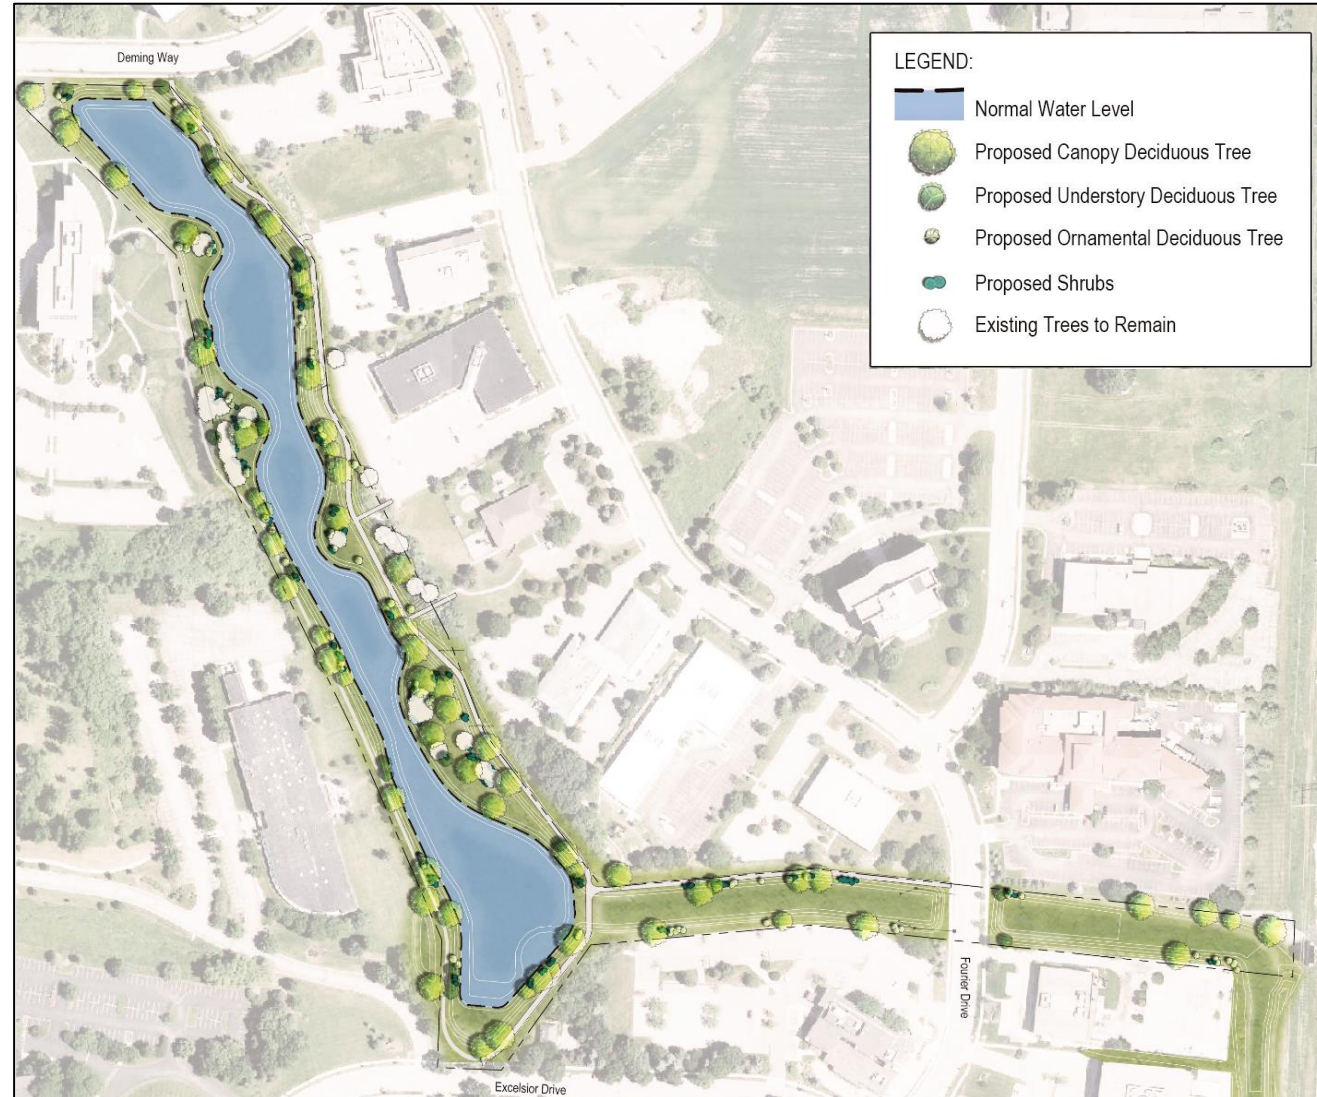 Deming Way
LEGEND:
Normal Water Level
Proposed Canopy Deciduous Tree
Proposed Understory Deciduous Tree
Proposed Ornamental Deciduous Tree
Proposed Shrubs
Existing Trees to Remain
Fourier Drive
Excelsior Drive